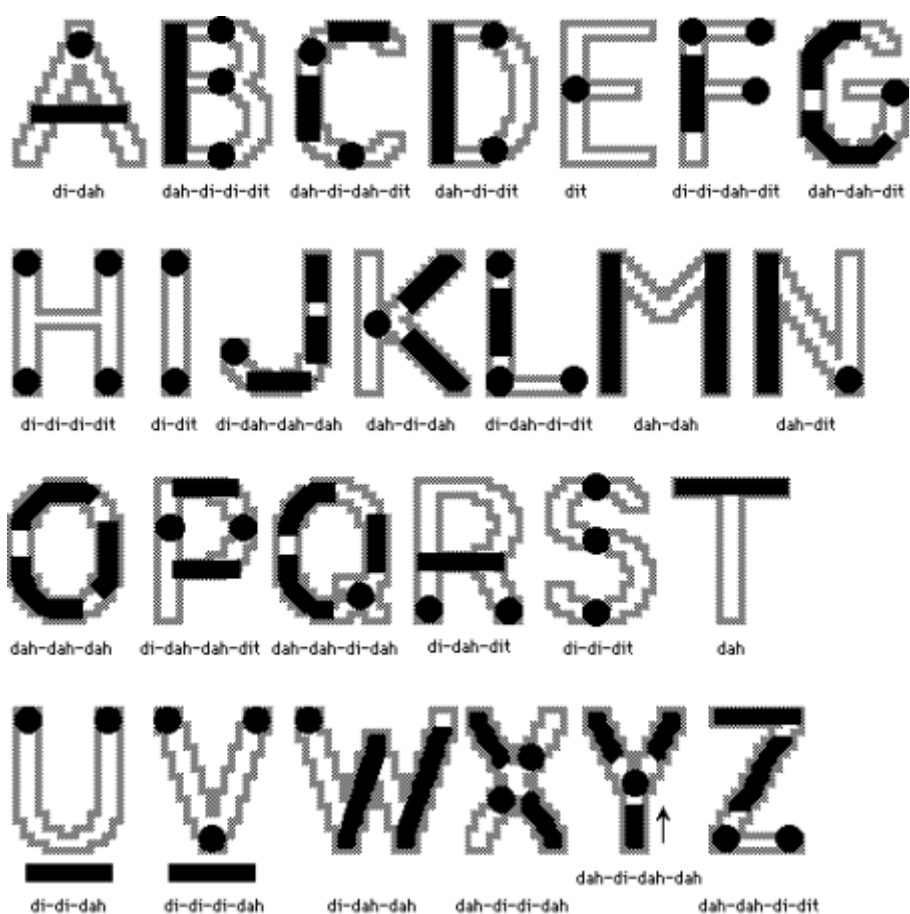 A B C D E F G
di-dah dah-di-di-dit dah-di-dah-dit dah-di-dit dit di-di-dah-dit dah-dah-dit
H I J K L M N
di-di-di-dit di-dit di-dah-dah-dah dah-di-dah di-dah-di-dit dah-dah dah-dit
O P Q R S T
dah-dah-dah di-dah-dah-dit dah-dah-di-dah di-dah-dit di-di-dit dah
U V W X Y Z
di-di-dah di-di-di-dah di-dah-dah dah-di-di-dah dah-di-dah-dah dah-dah-di-dit